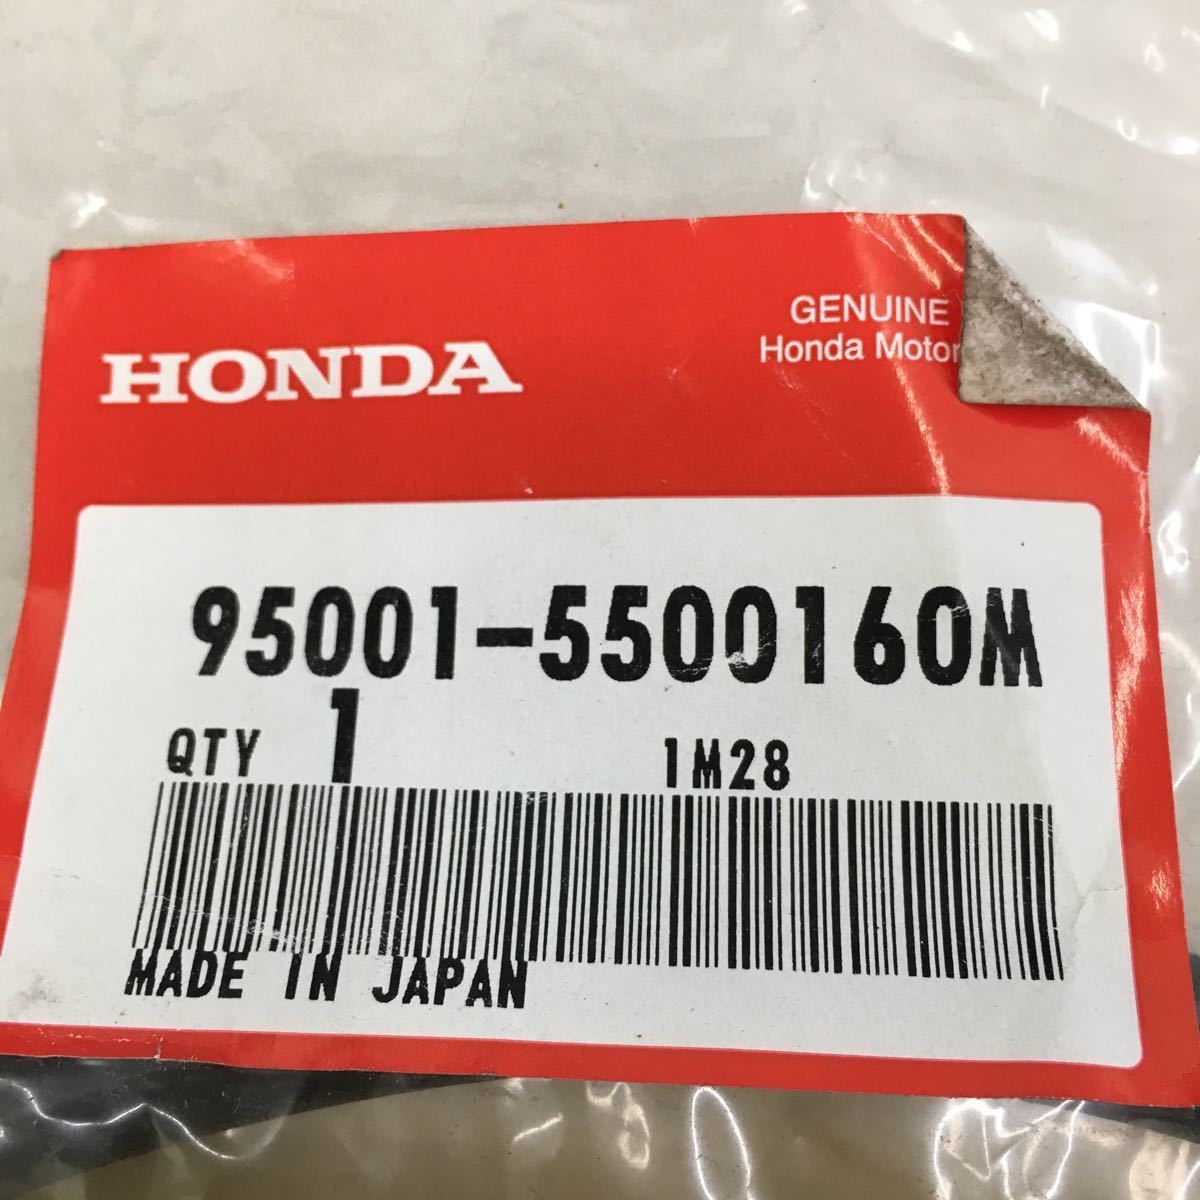 HONDA
GENUINE
Honda Motor
95001-5500160M
QTY 1 1M28
MADE IN JAPAN